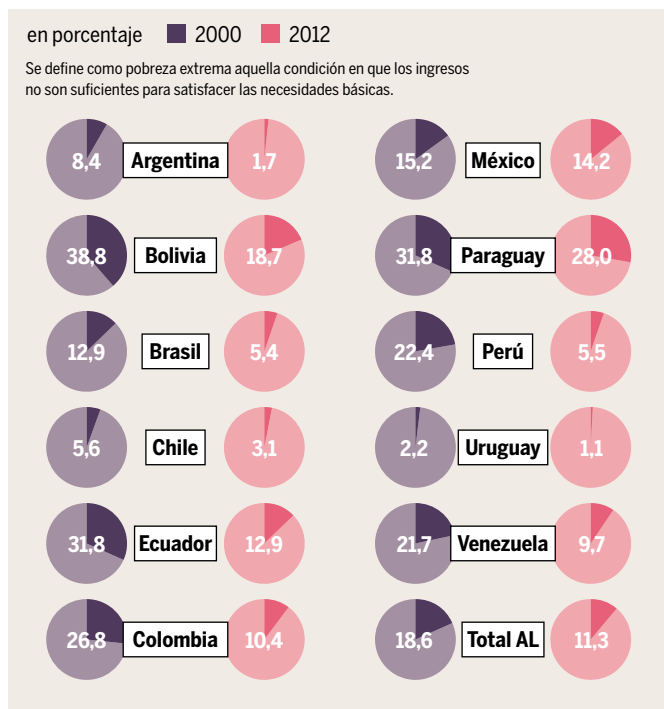 en porcentaje 2000 2012
Se define como pobreza extrema aquella condición en que los ingresos
no son suficientes para satisfacer las necesidades básicas.
8,4 Argentina 1,7
38,8 Bolivia 18,7
12,9 Brasil 5,4
5,6 Chile 3,1
31,8 Ecuador 12,9
26,8 Colombia 10,4
15,2 México 14,2
31,8 Paraguay 28,0
22,4 Perú 5,5
2,2 Uruguay 1,1
21,7 Venezuela 9,7
18,6 Total AL 11,3